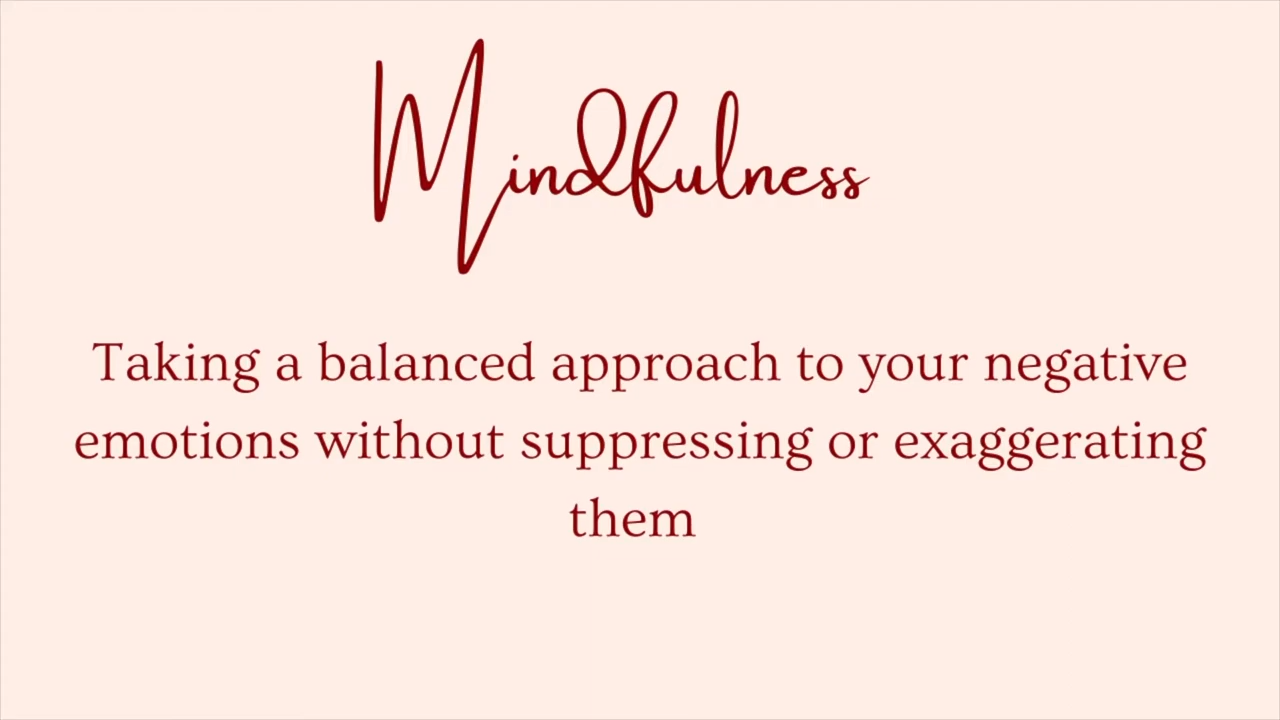 Mindfulness
Taking a balanced approach to your negative
emotions without suppressing or exaggerating
them